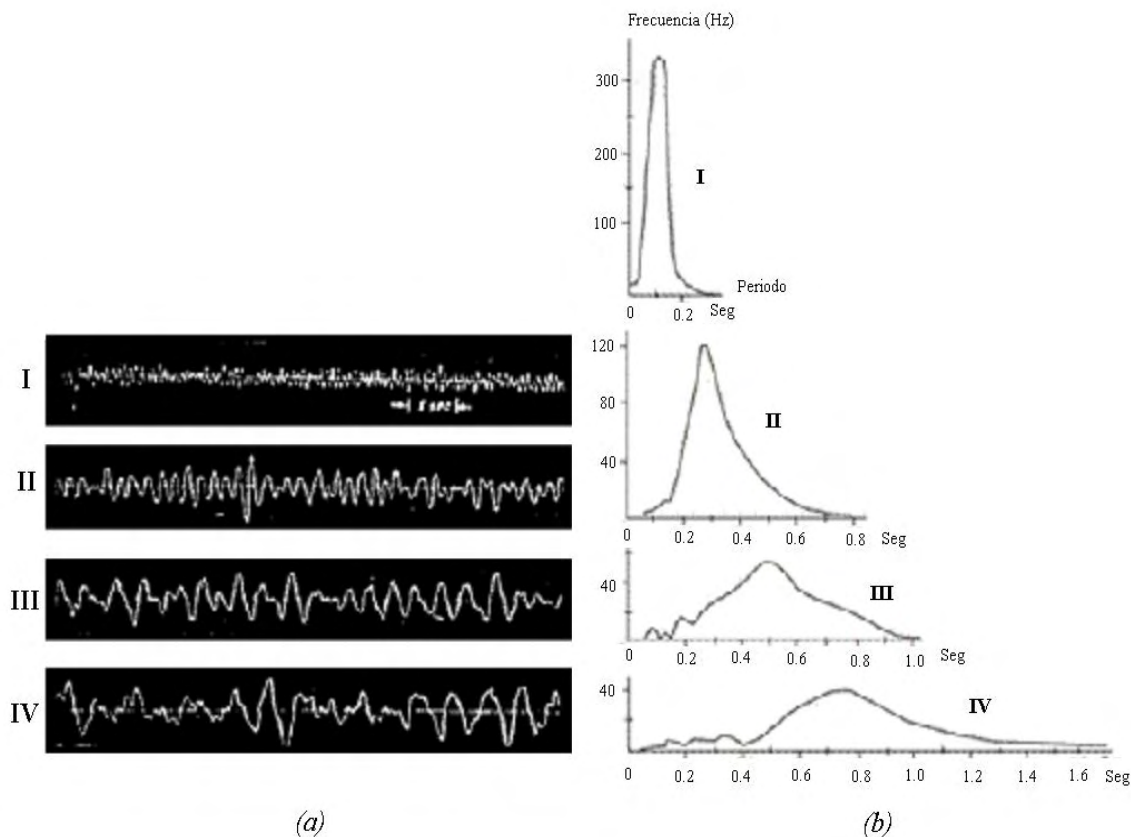 Frecuencia (Hz)
300
200
100
I
Periodo
0 0.2 Seg
I
1 sec
II
III
IV
120
80
40
II
0 0.2 0.4 0.6 0.8 Seg
40
III
0 0.2 0.4 0.6 0.8 1.0 Seg
40
IV
0 0.2 0.4 0.6 0.8 1.0 1.2 1.4 1.6 Seg
(a)
(b)